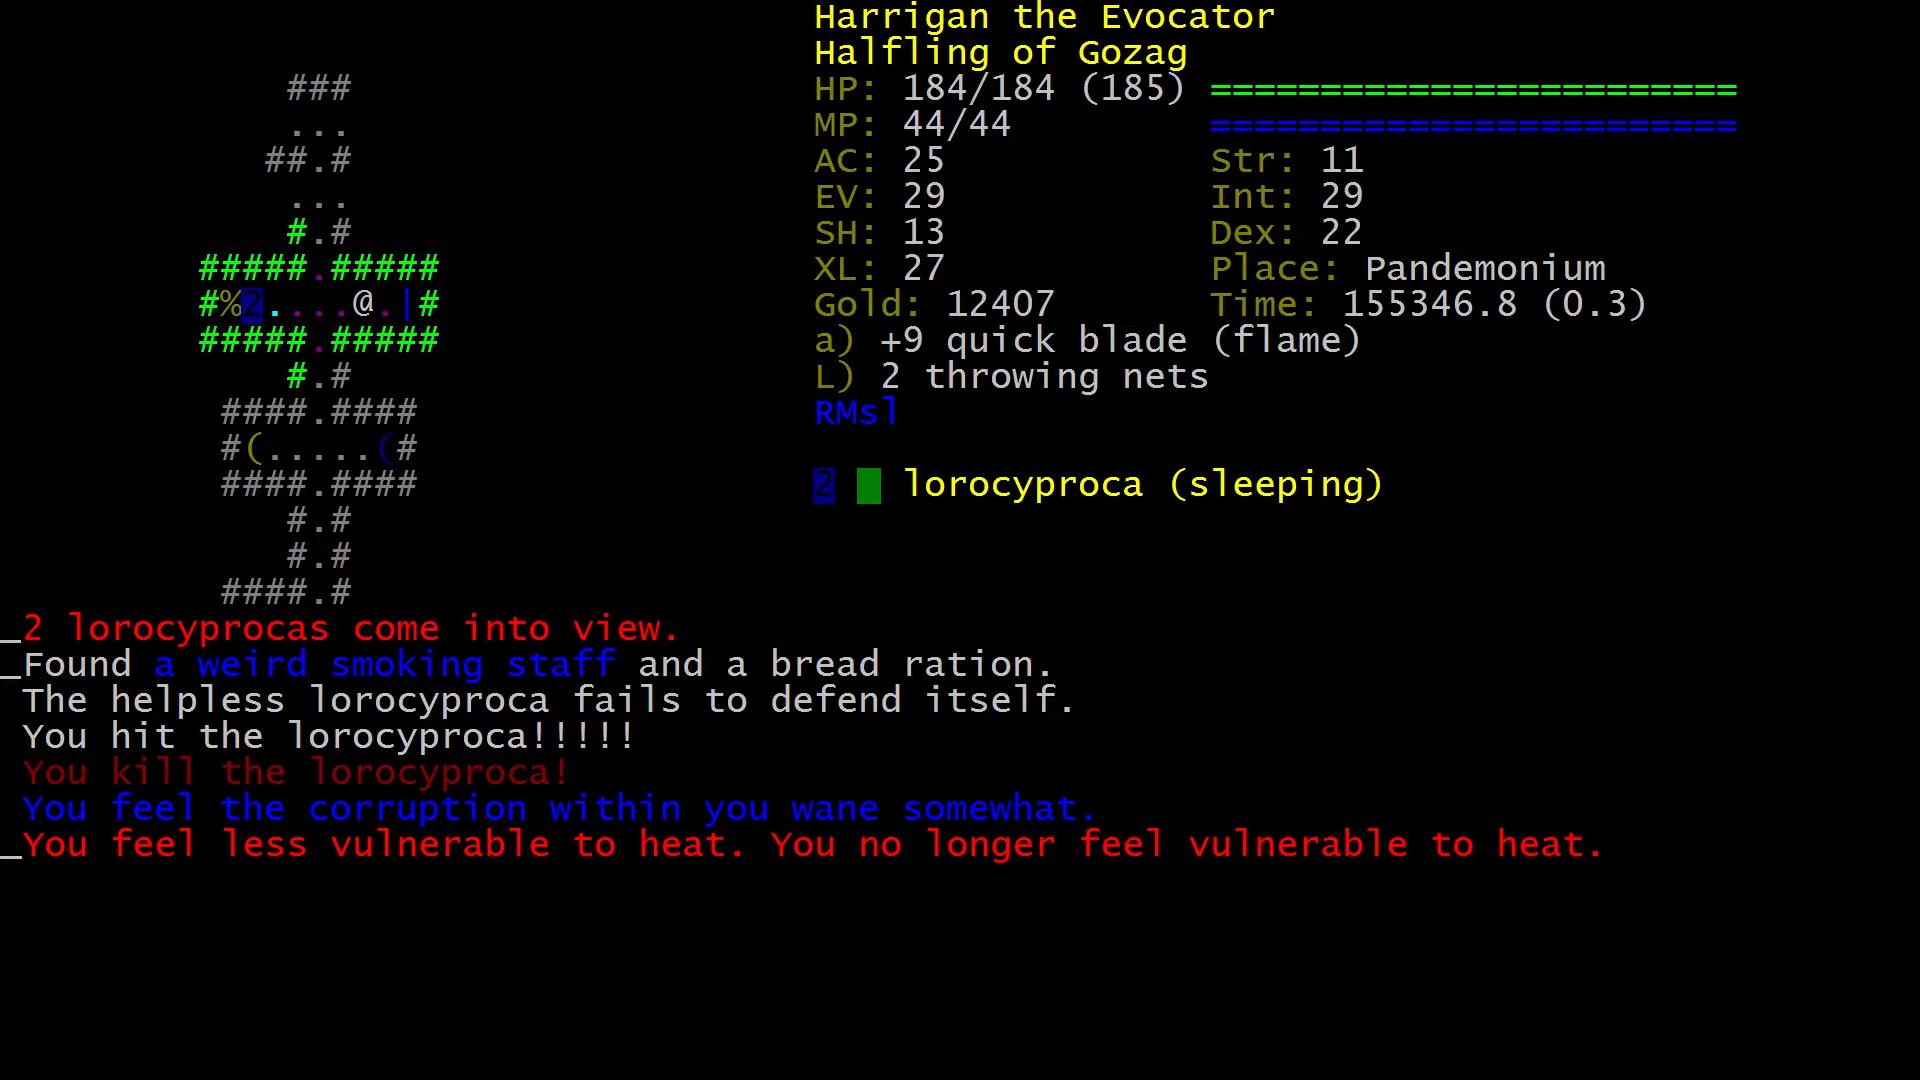 Harrigan the Evocator
Halfling of Gozag
HP: 184/184 (185) ========================
MP: 44/44 ========================
AC: 25 Str: 11
EV: 29 Int: 29
SH: 13 Dex: 22
XL: 27 Place: Pandemonium
Gold: 12407 Time: 155346.8 (0.3)
a) +9 quick blade (flame)
L) 2 throwing nets
RMsl
2 lorocyproca (sleeping)
###
...
##.#
...
#.#
#####.#####
#%2....@.|#
#####.#####
#.#
####.####
#(.....(#
####.####
#.#
#.#
####.#
_2 lorocyprocas come into view.
_Found a weird smoking staff and a bread ration.
The helpless lorocyproca fails to defend itself.
You hit the lorocyproca!!!!!
You kill the lorocyproca!
You feel the corruption within you wane somewhat.
_You feel less vulnerable to heat. You no longer feel vulnerable to heat.